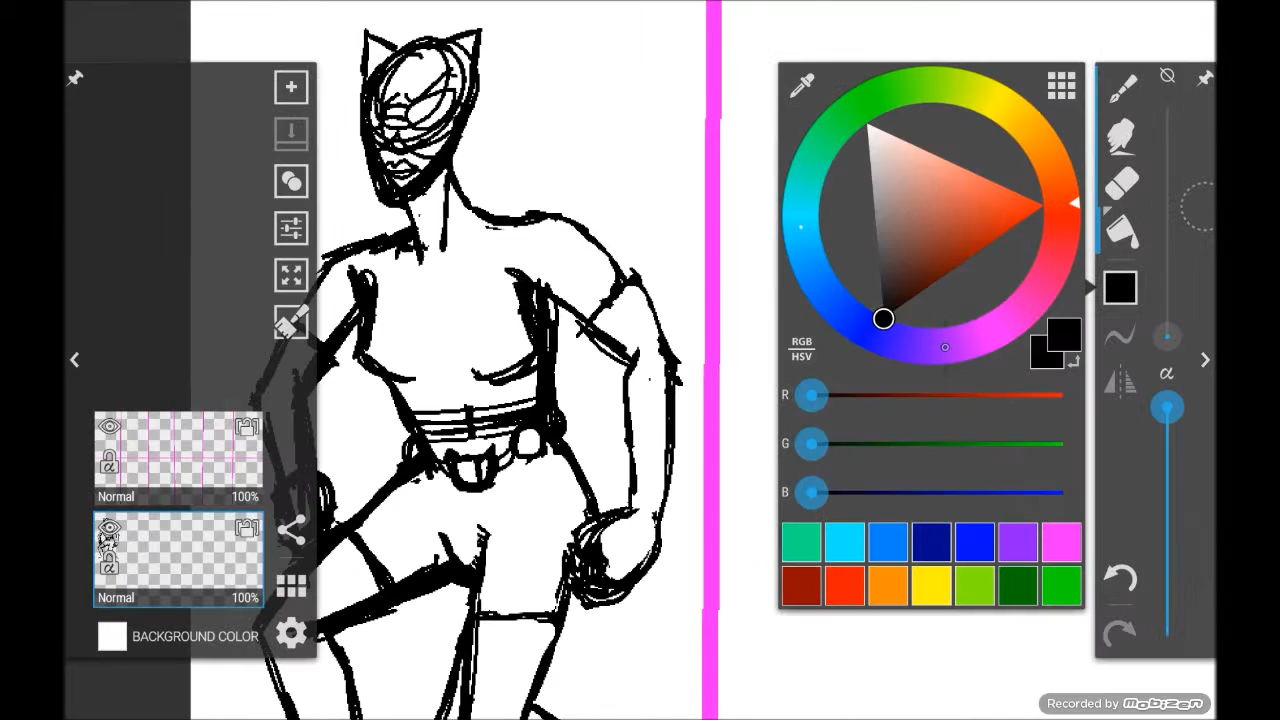 RGB
HSV
α
R
G
B
α
Normal 100%
α
Normal 100%
BACKGROUND COLOR
Recorded by MOBIZEN